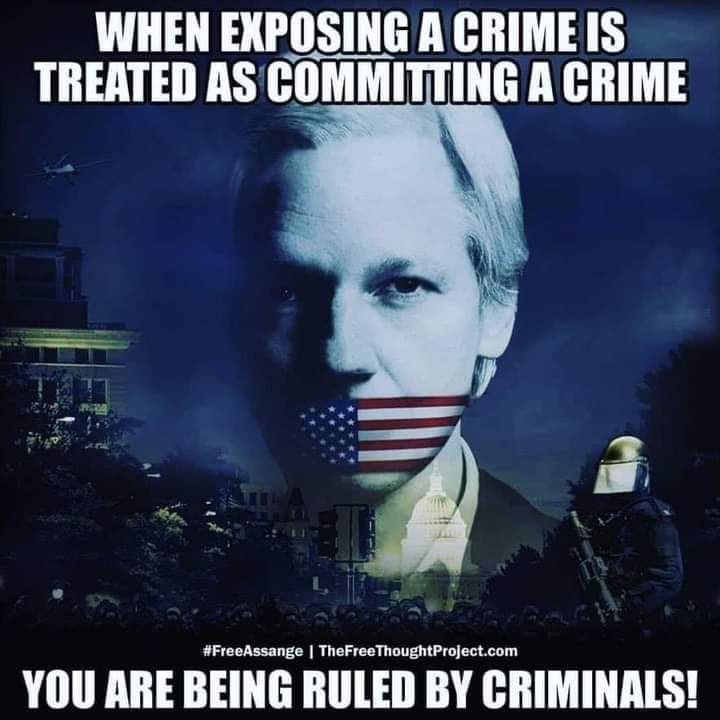 WHEN EXPOSING A CRIME IS
TREATED AS COMMITTING A CRIME
#FreeAssange | TheFreeThoughtProject.com
YOU ARE BEING RULED BY CRIMINALS!